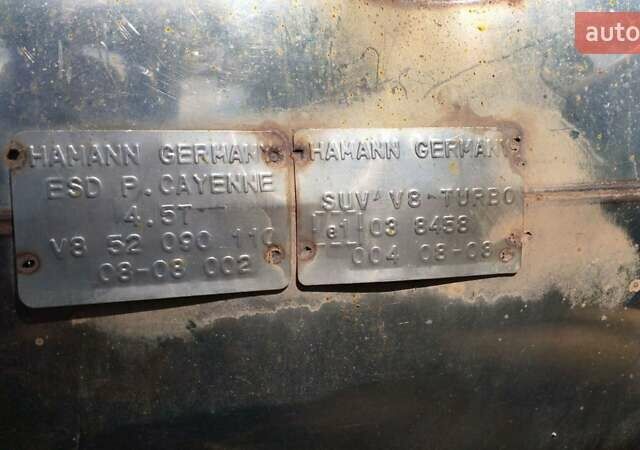 auto
HAMANN GERMANY
ESD P. CAYENNE
4.5T
V8 52 090 110
08-08 002
HAMANN GERMANY
SUV V8 TURBO
e1 03 8458
004 08-08